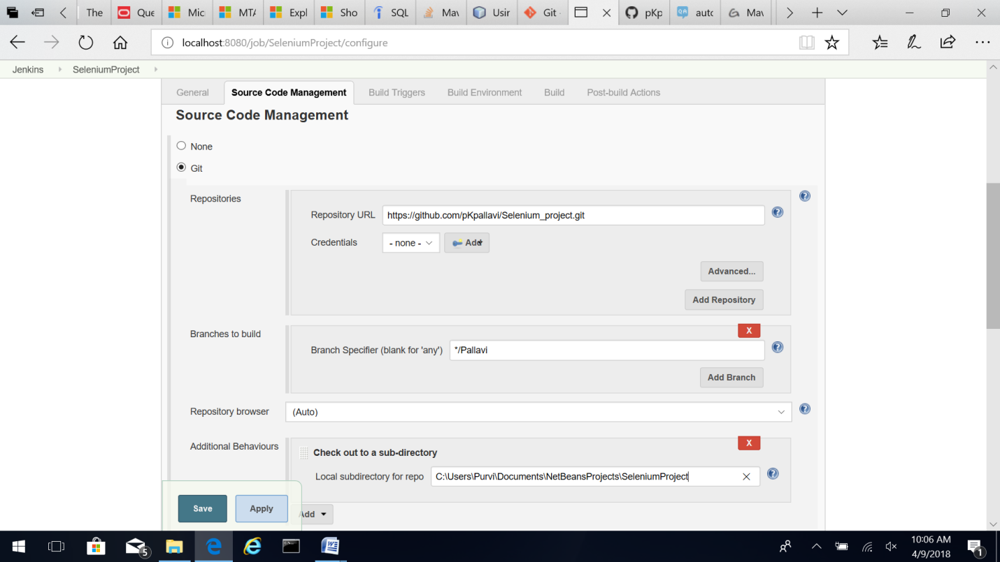 The
Que
Mic
MTA
Expl
Sho
SQL
Mav
Usir
Git
pKp
auto
Mav
localhost:8080/job/SeleniumProject/configure
Jenkins
SeleniumProject
General
Source Code Management
Build Triggers
Build Environment
Build
Post-build Actions
Source Code Management
None
Git
Repositories
Repository URL
https://github.com/pKpallavi/Selenium_project.git
Credentials
- none -
Add
Advanced...
Add Repository
Branches to build
X
Branch Specifier (blank for 'any')
*/Pallavi
Add Branch
Repository browser
(Auto)
Additional Behaviours
X
Check out to a sub-directory
Local subdirectory for repo
C:\Users\Purvi\Documents\NetBeansProjects\SeleniumProject
Save
Apply
Add
5
10:06 AM
4/9/2018
1